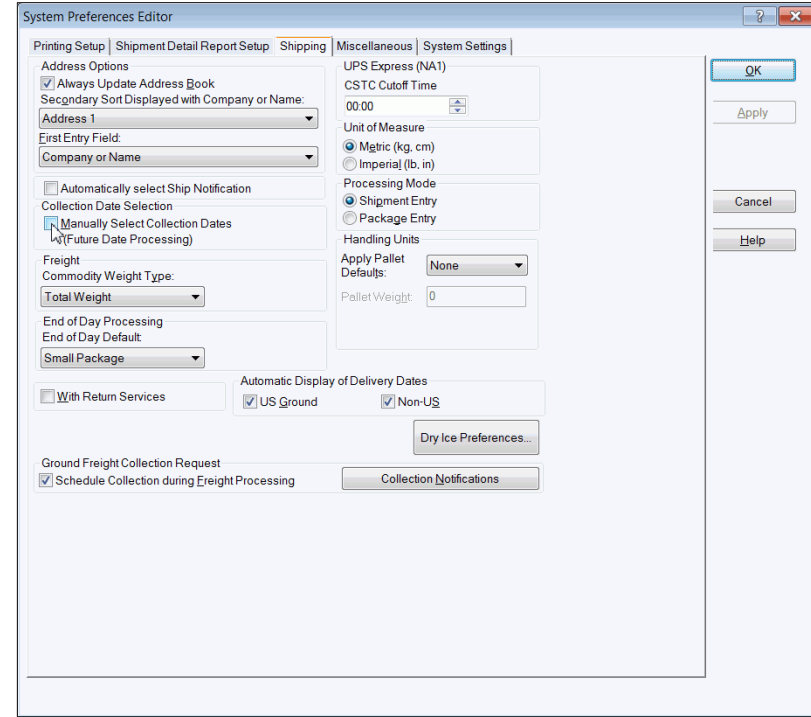 System Preferences Editor
?
Printing Setup
Shipment Detail Report Setup
Shipping
Miscellaneous
System Settings
Address Options
Always Update Address Book
Secondary Sort Displayed with Company or Name:
Address 1
First Entry Field:
Company or Name
Automatically select Ship Notification
Collection Date Selection
Manually Select Collection Dates
(Future Date Processing)
Freight
Commodity Weight Type:
Total Weight
End of Day Processing
End of Day Default:
Small Package
With Return Services
UPS Express (NA1)
CSTC Cutoff Time
00:00
Unit of Measure
Metric (kg, cm)
Imperial (lb, in)
Processing Mode
Shipment Entry
Package Entry
Handling Units
Apply Pallet
Defaults:
None
Pallet Weight:
0
Automatic Display of Delivery Dates
US Ground
Non-US
Dry Ice Preferences...
Ground Freight Collection Request
Schedule Collection during Freight Processing
Collection Notifications
OK
Apply
Cancel
Help